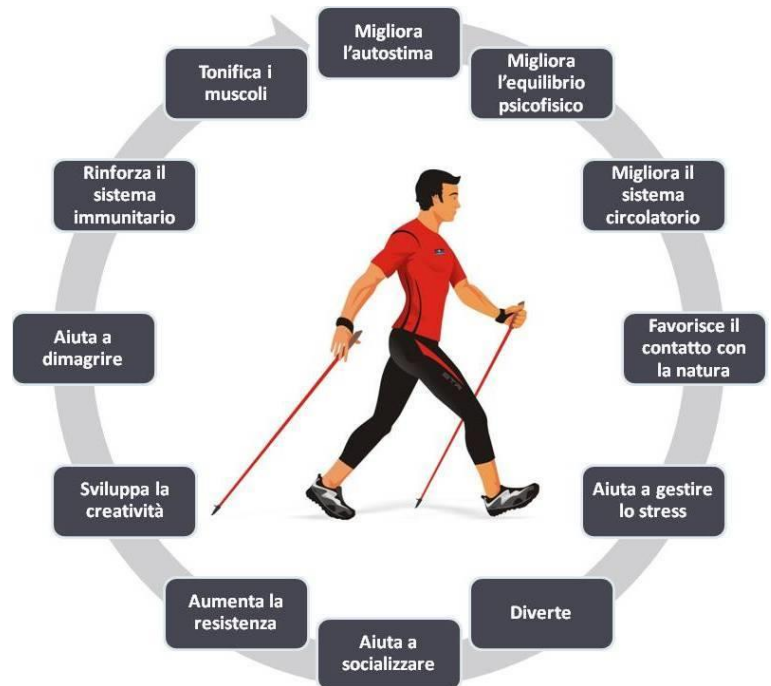 Migliora
l'autostima
Migliora
l'equilibrio
psicofisico
Migliora il
sistema
circolatorio
Favorisce il
contatto con
la natura
Aiuta a gestire
lo stress
Diverte
Aiuta a
socializzare
Aumenta la
resistenza
Sviluppa la
creatività
Aiuta a
dimagrire
Rinforza il
sistema
immunitario
Tonifica i
muscoli